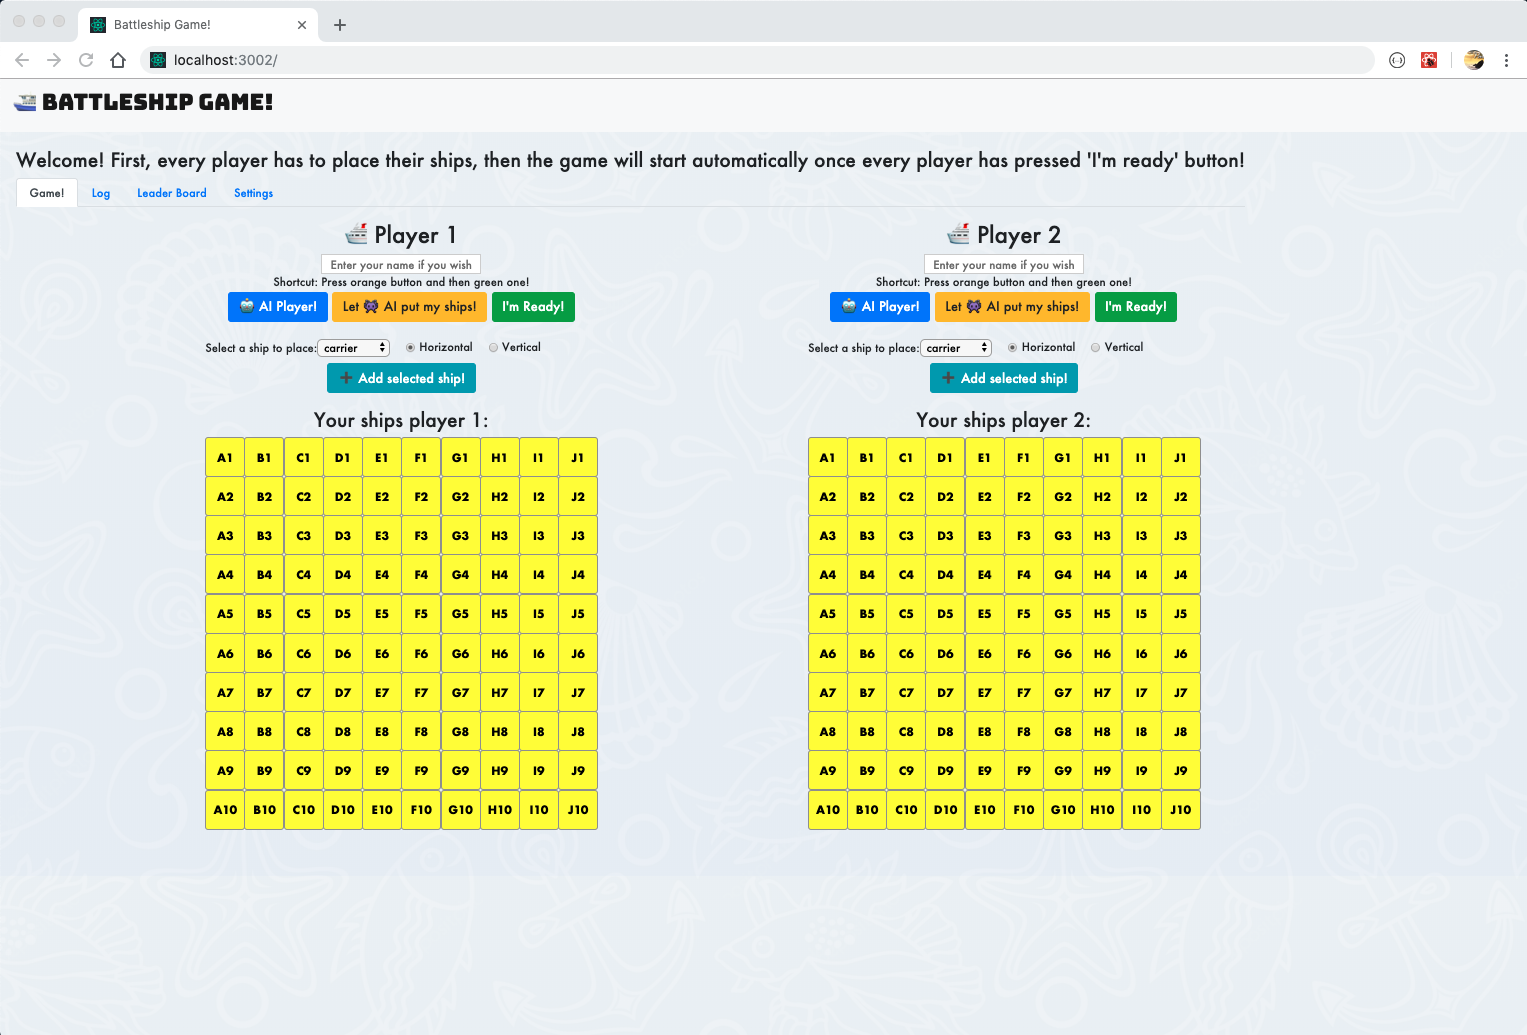 Battleship Game!
localhost:3002/
BATTLESHIP GAME!
Welcome! First, every player has to place their ships, then the game will start automatically once every player has pressed 'I'm ready' button!
Game! Log Leader Board Settings
Player 1
Enter your name if you wish
Shortcut: Press orange button and then green one!
AI Player! Let AI put my ships! I'm Ready!
Select a ship to place: carrier Horizontal Vertical
Add selected ship!
Your ships player 1:
A1 B1 C1 D1 E1 F1 G1 H1 I1 J1
A2 B2 C2 D2 E2 F2 G2 H2 I2 J2
A3 B3 C3 D3 E3 F3 G3 H3 I3 J3
A4 B4 C4 D4 E4 F4 G4 H4 I4 J4
A5 B5 C5 D5 E5 F5 G5 H5 I5 J5
A6 B6 C6 D6 E6 F6 G6 H6 I6 J6
A7 B7 C7 D7 E7 F7 G7 H7 I7 J7
A8 B8 C8 D8 E8 F8 G8 H8 I8 J8
A9 B9 C9 D9 E9 F9 G9 H9 I9 J9
A10 B10 C10 D10 E10 F10 G10 H10 I10 J10
Player 2
Enter your name if you wish
Shortcut: Press orange button and then green one!
AI Player! Let AI put my ships! I'm Ready!
Select a ship to place: carrier Horizontal Vertical
Add selected ship!
Your ships player 2:
A1 B1 C1 D1 E1 F1 G1 H1 I1 J1
A2 B2 C2 D2 E2 F2 G2 H2 I2 J2
A3 B3 C3 D3 E3 F3 G3 H3 I3 J3
A4 B4 C4 D4 E4 F4 G4 H4 I4 J4
A5 B5 C5 D5 E5 F5 G5 H5 I5 J5
A6 B6 C6 D6 E6 F6 G6 H6 I6 J6
A7 B7 C7 D7 E7 F7 G7 H7 I7 J7
A8 B8 C8 D8 E8 F8 G8 H8 I8 J8
A9 B9 C9 D9 E9 F9 G9 H9 I9 J9
A10 B10 C10 D10 E10 F10 G10 H10 I10 J10